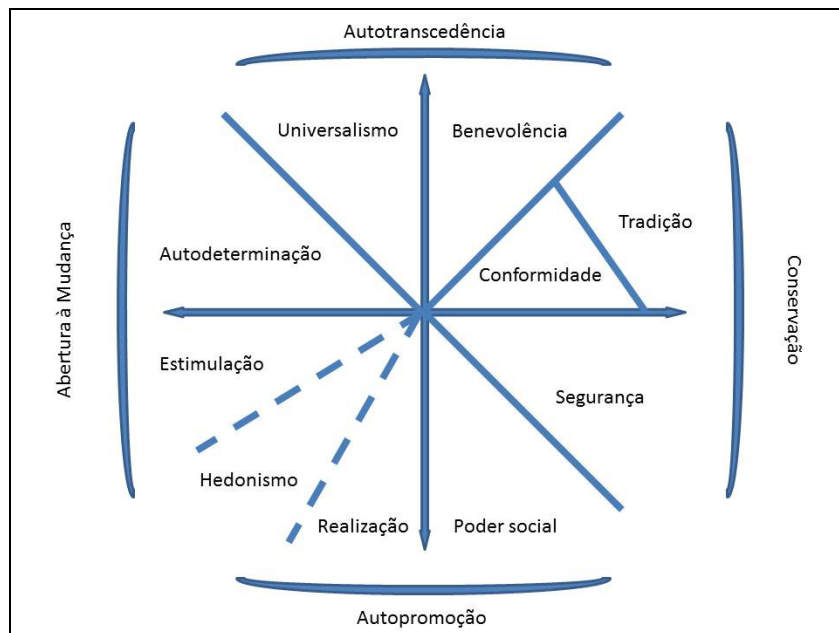 Autotranscedência
Universalismo
Benevolência
Tradição
Autodeterminação
Conformidade
Abertura à Mudança
Conservação
Estimulação
Segurança
Hedonismo
Realização
Poder social
Autopromoção